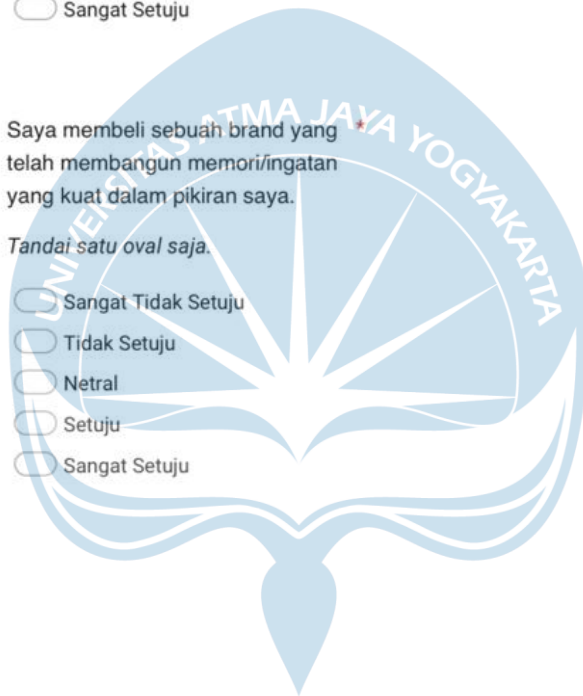 Sangat Setuju
UNIVERSITAS ATMA JAYA YOGYAKARTA
Saya membeli sebuah brand yang *
telah membangun memori/ingatan
yang kuat dalam pikiran saya.
Tandai satu oval saja.
Sangat Tidak Setuju
Tidak Setuju
Netral
Setuju
Sangat Setuju